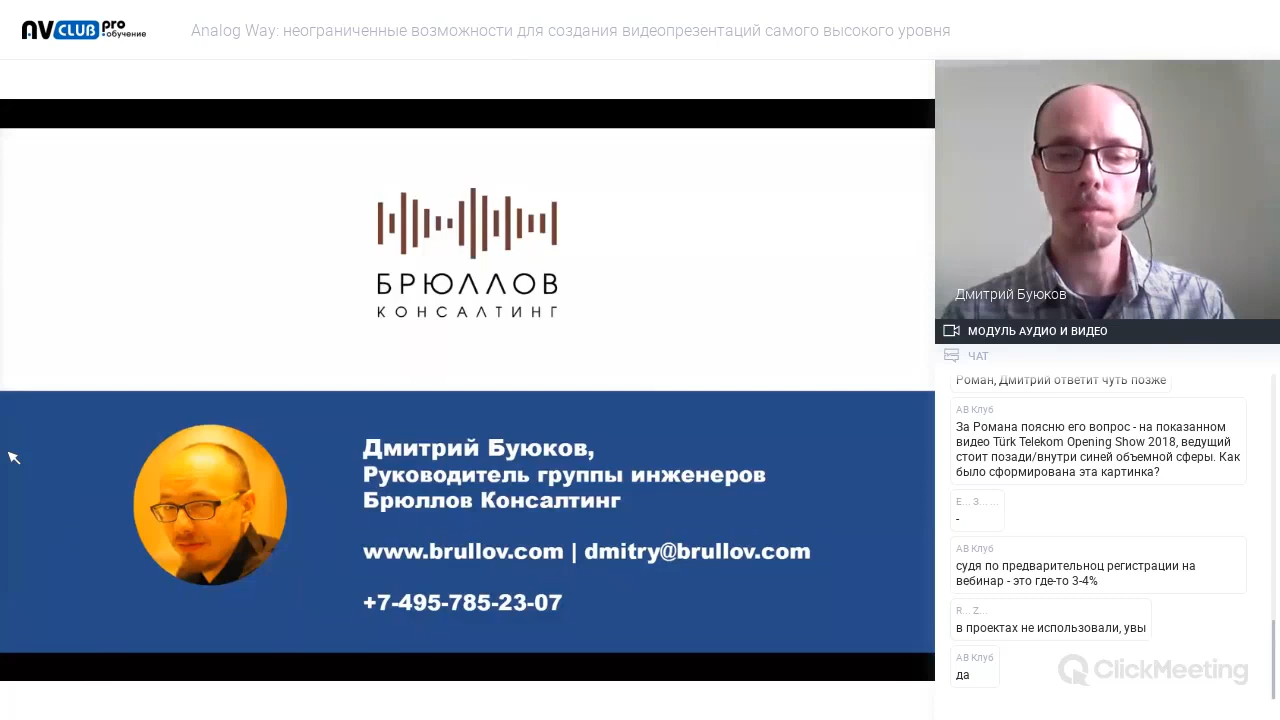 AVCLUBpro
.обучение
Analog Way: неограниченные возможности для создания видеопрезентаций самого высокого уровня
БРЮЛЛОВ
КОНСАЛТИНГ
Дмитрий Буюков,
Руководитель группы инженеров
Брюллов Консалтинг
www.brullov.com | dmitry@brullov.com
+7-495-785-23-07
Дмитрий Буюков
МОДУЛЬ АУДИО И ВИДЕО
ЧАТ
Роман, Дмитрий ответит чуть позже
АВ Клуб
За Романа поясню его вопрос - на показанном
видео Türk Telekom Opening Show 2018, ведущий
стоит позади/внутри синей объемной сферы. Как
было сформирована эта картинка?
Е... З... ...
-
АВ Клуб
судя по предварительноц регистрации на
вебинар - это где-то 3-4%
R... Z...
в проектах не использовали, увы
АВ Клуб
да
ClickMeeting